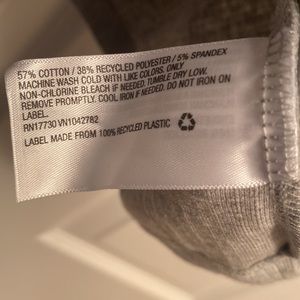 57% COTTON / 38% RECYCLED POLYESTER / 5% SPANDEX
MACHINE WASH COLD WITH LIKE COLORS. ONLY
NON-CHLORINE BLEACH IF NEEDED. TUMBLE DRY LOW.
REMOVE PROMPTLY. COOL IRON IF NEEDED. DO NOT IRON ON
LABEL.
RN17730 VN1042782
LABEL MADE FROM 100% RECYCLED PLASTIC